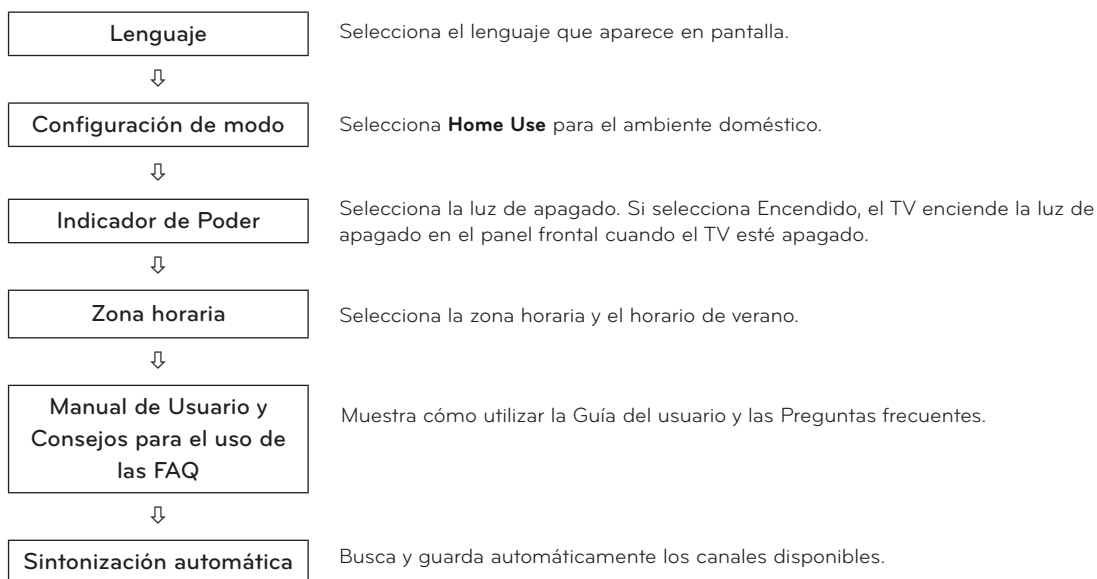 Lenguaje
Selecciona el lenguaje que aparece en pantalla.
⇩
Configuración de modo
Selecciona Home Use para el ambiente doméstico.
⇩
Indicador de Poder
Selecciona la luz de apagado. Si selecciona Encendido, el TV enciende la luz de
apagado en el panel frontal cuando el TV esté apagado.
⇩
Zona horaria
Selecciona la zona horaria y el horario de verano.
⇩
Manual de Usuario y
Consejos para el uso de
las FAQ
Muestra cómo utilizar la Guía del usuario y las Preguntas frecuentes.
⇩
Sintonización automática
Busca y guarda automáticamente los canales disponibles.